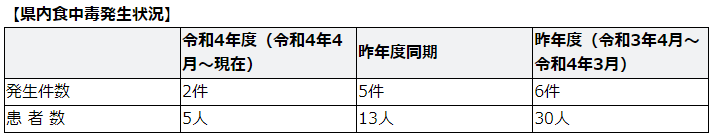 【県内食中毒発生状況】
令和4年度（令和4年4
月～現在）
昨年度同期
昨年度（令和3年4月～
令和4年3月）
発生件数 2件 5件 6件
患 者 数 5人 13人 30人